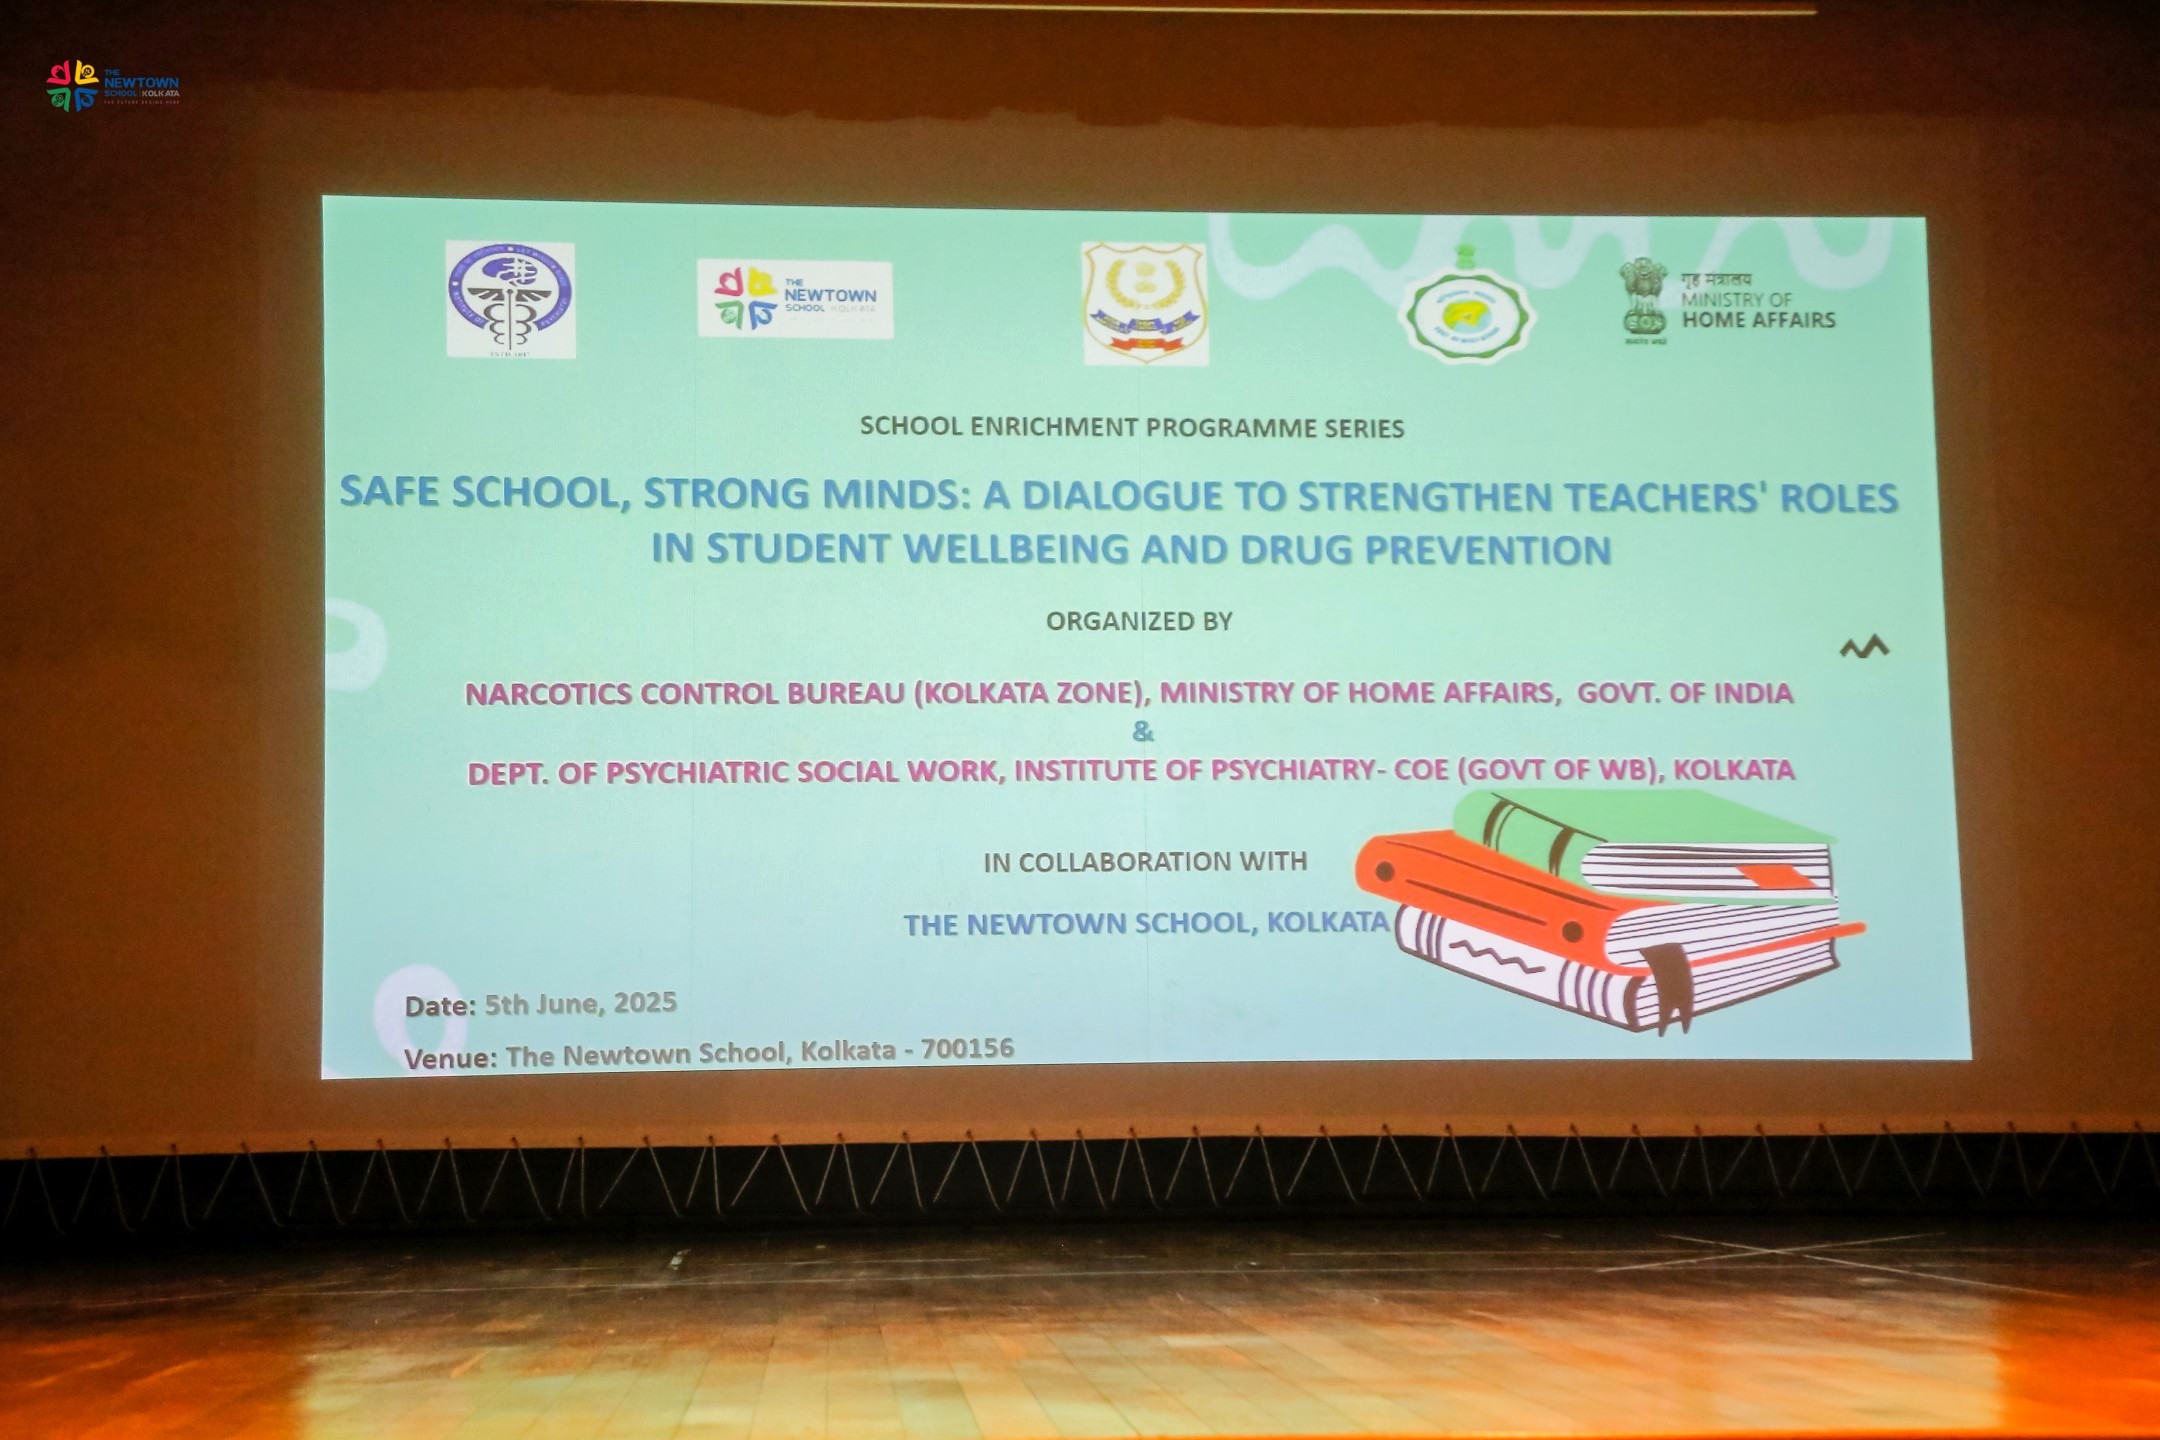 THE
NEWTOWN
SCHOOL KOLKATA
THE
NEWTOWN
SCHOOL KOLKATA
गृह मंत्रालय
MINISTRY OF
HOME AFFAIRS
SCHOOL ENRICHMENT PROGRAMME SERIES
SAFE SCHOOL, STRONG MINDS: A DIALOGUE TO STRENGTHEN TEACHERS' ROLES
IN STUDENT WELLBEING AND DRUG PREVENTION
ORGANIZED BY
NARCOTICS CONTROL BUREAU (KOLKATA ZONE), MINISTRY OF HOME AFFAIRS, GOVT. OF INDIA
&
DEPT. OF PSYCHIATRIC SOCIAL WORK, INSTITUTE OF PSYCHIATRY- COE (GOVT OF WB), KOLKATA
IN COLLABORATION WITH
THE NEWTOWN SCHOOL, KOLKATA
Date: 5th June, 2025
Venue: The Newtown School, Kolkata - 700156